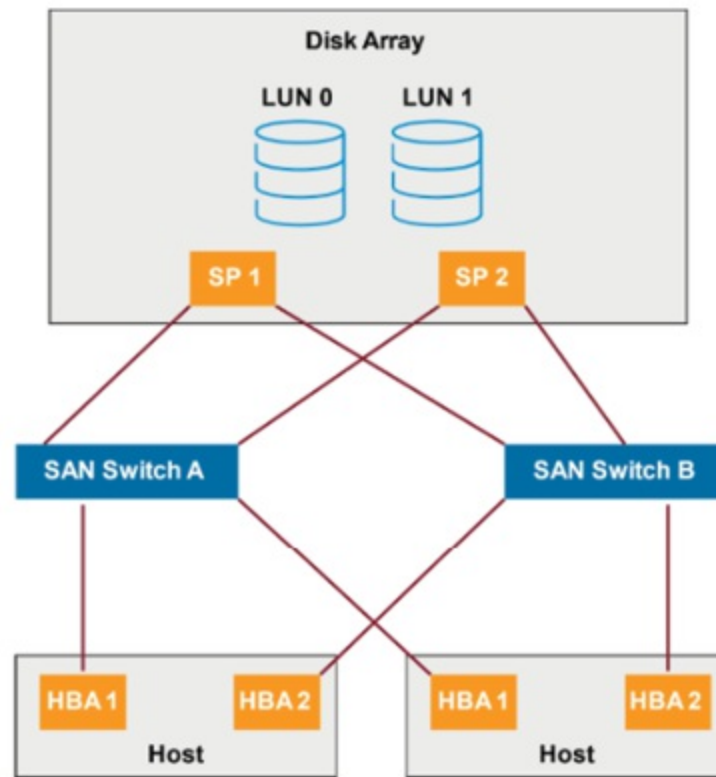 Disk Array
LUN 0 LUN 1
SP 1 SP 2
SAN Switch A SAN Switch B
HBA 1 HBA 2 HBA 1 HBA 2
Host Host